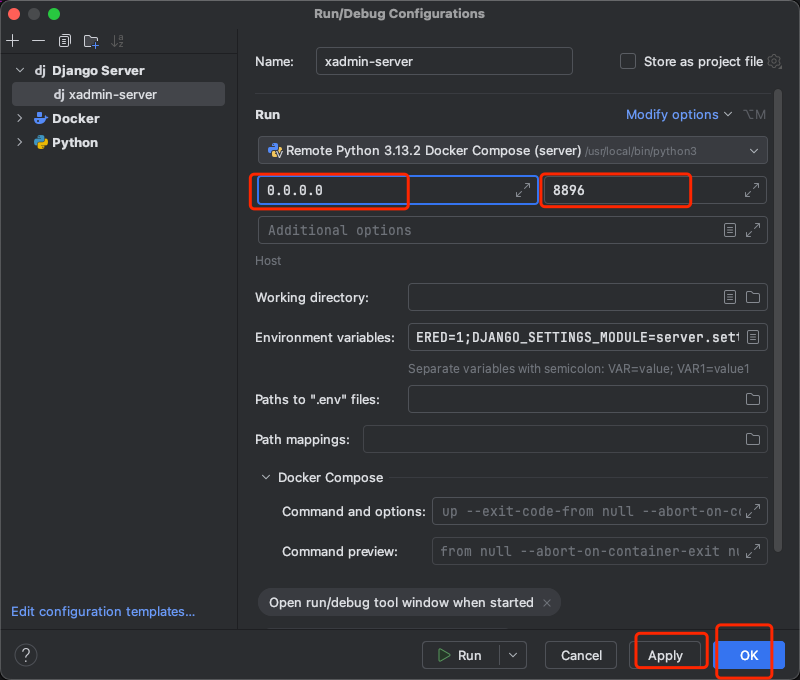 Run/Debug Configurations
dj Django Server
dj xadmin-server
Docker
Python
Edit configuration templates...
Name: xadmin-server Store as project file
Run Modify options ⌥M
Remote Python 3.13.2 Docker Compose (server) /usr/local/bin/python3
0.0.0.0 8896
Additional options
Host
Working directory:
Environment variables: ERED=1;DJANGO_SETTINGS_MODULE=server.sett
Separate variables with semicolon: VAR=value; VAR1=value1
Paths to ".env" files:
Path mappings:
Docker Compose
Command and options: up --exit-code-from null --abort-on-co
Command preview: from null --abort-on-container-exit nu
Open run/debug tool window when started ×
? Run Cancel Apply OK